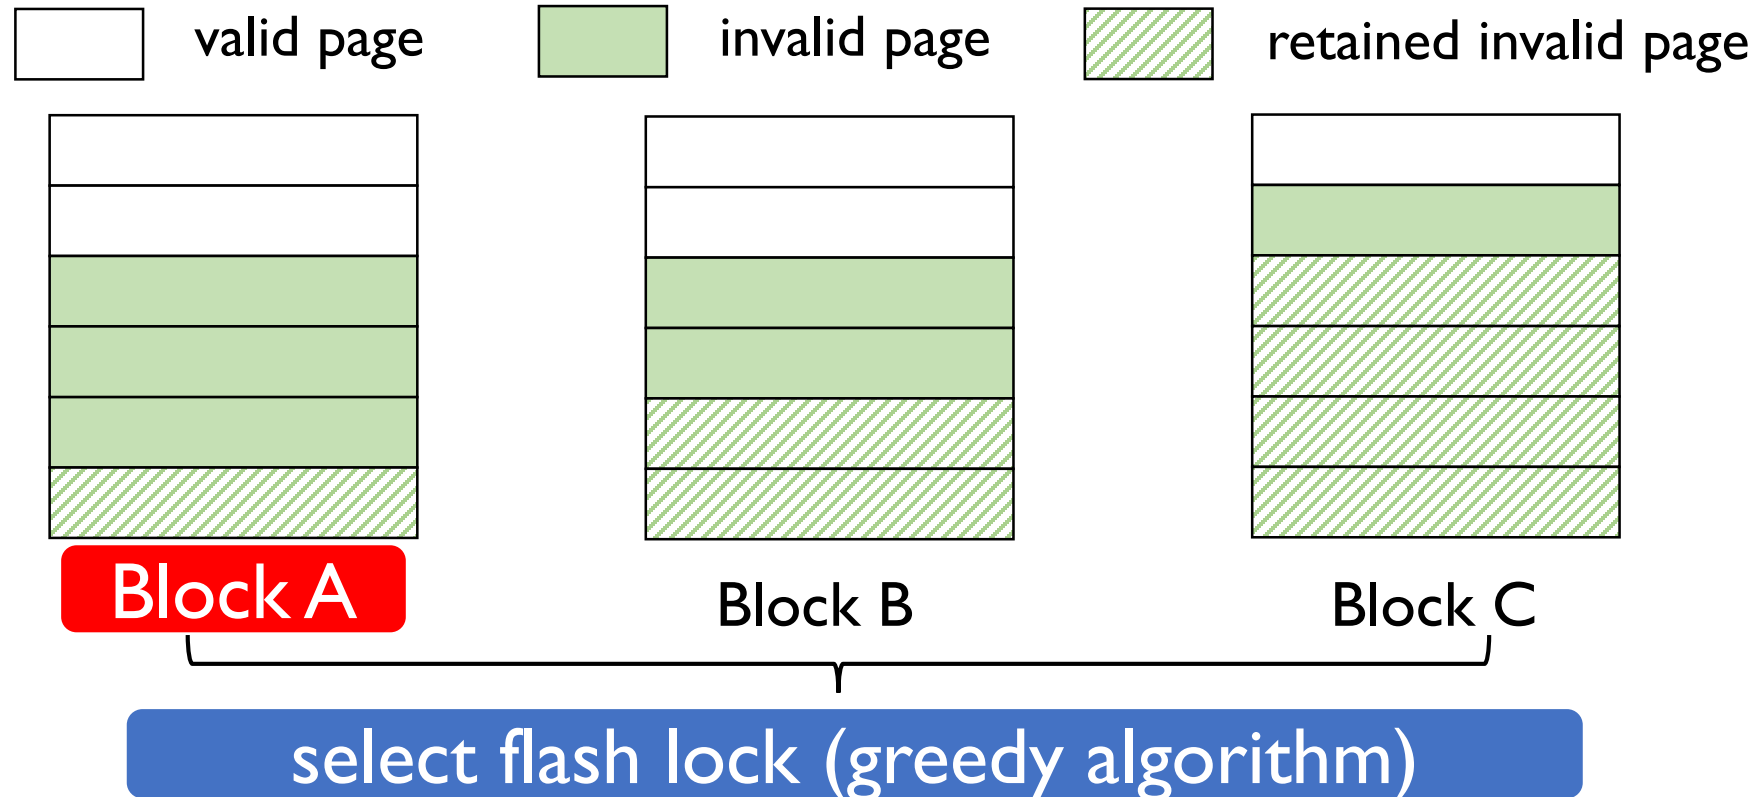 valid page
invalid page
retained invalid page
Block A
Block B
Block C
select flash lock (greedy algorithm)